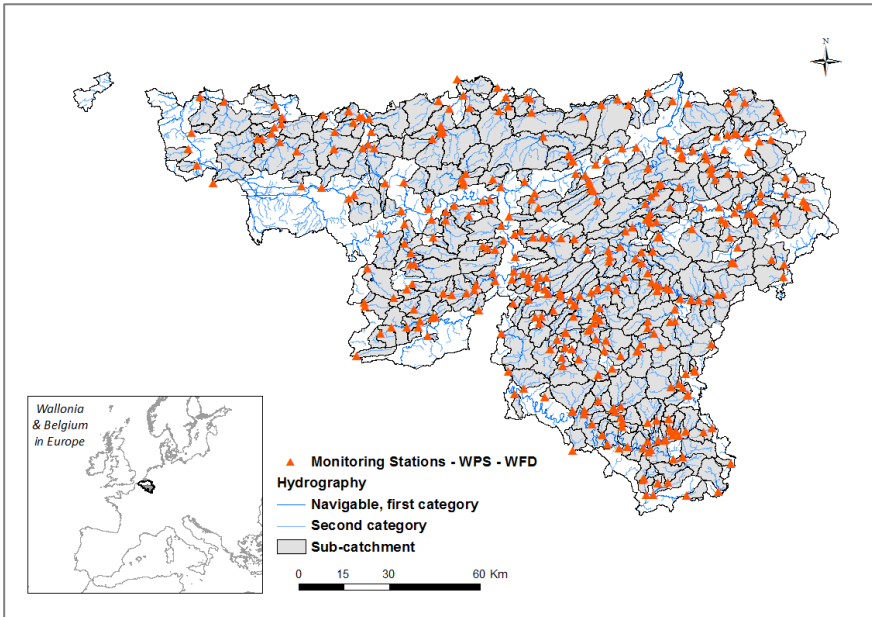 N
Wallonia
& Belgium
in Europe
Monitoring Stations - WPS - WFD
Hydrography
Navigable, first category
Second category
Sub-catchment
0 15 30 60 Km